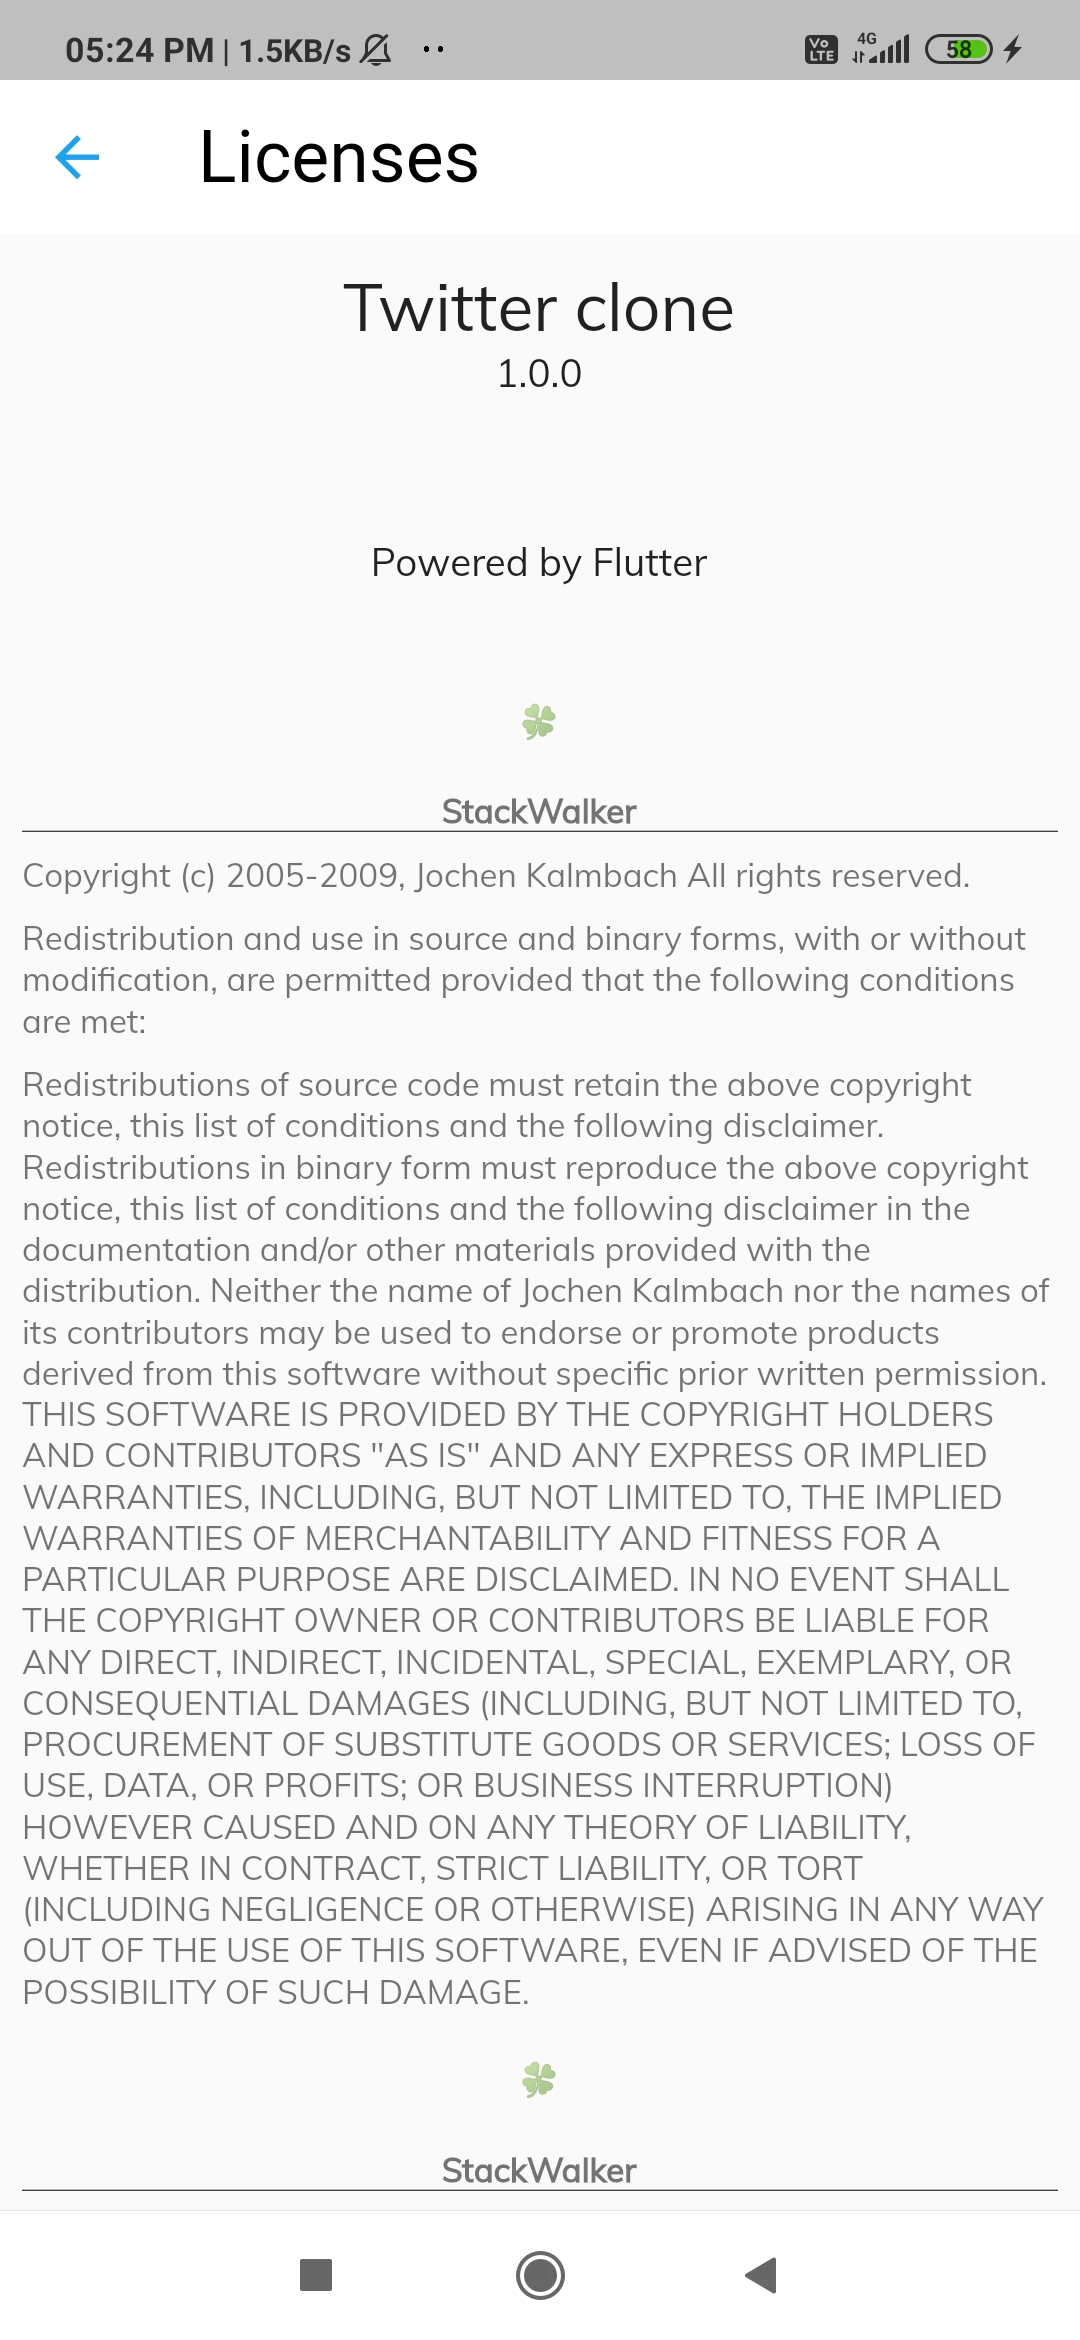 05:24 PM | 1.5KB/s
Vo LTE 4G 58
Licenses
Twitter clone
1.0.0
Powered by Flutter
StackWalker
Copyright (c) 2005-2009, Jochen Kalmbach All rights reserved.
Redistribution and use in source and binary forms, with or without
modification, are permitted provided that the following conditions
are met:
Redistributions of source code must retain the above copyright
notice, this list of conditions and the following disclaimer.
Redistributions in binary form must reproduce the above copyright
notice, this list of conditions and the following disclaimer in the
documentation and/or other materials provided with the
distribution. Neither the name of Jochen Kalmbach nor the names of
its contributors may be used to endorse or promote products
derived from this software without specific prior written permission.
THIS SOFTWARE IS PROVIDED BY THE COPYRIGHT HOLDERS
AND CONTRIBUTORS "AS IS" AND ANY EXPRESS OR IMPLIED
WARRANTIES, INCLUDING, BUT NOT LIMITED TO, THE IMPLIED
WARRANTIES OF MERCHANTABILITY AND FITNESS FOR A
PARTICULAR PURPOSE ARE DISCLAIMED. IN NO EVENT SHALL
THE COPYRIGHT OWNER OR CONTRIBUTORS BE LIABLE FOR
ANY DIRECT, INDIRECT, INCIDENTAL, SPECIAL, EXEMPLARY, OR
CONSEQUENTIAL DAMAGES (INCLUDING, BUT NOT LIMITED TO,
PROCUREMENT OF SUBSTITUTE GOODS OR SERVICES; LOSS OF
USE, DATA, OR PROFITS; OR BUSINESS INTERRUPTION)
HOWEVER CAUSED AND ON ANY THEORY OF LIABILITY,
WHETHER IN CONTRACT, STRICT LIABILITY, OR TORT
(INCLUDING NEGLIGENCE OR OTHERWISE) ARISING IN ANY WAY
OUT OF THE USE OF THIS SOFTWARE, EVEN IF ADVISED OF THE
POSSIBILITY OF SUCH DAMAGE.
StackWalker